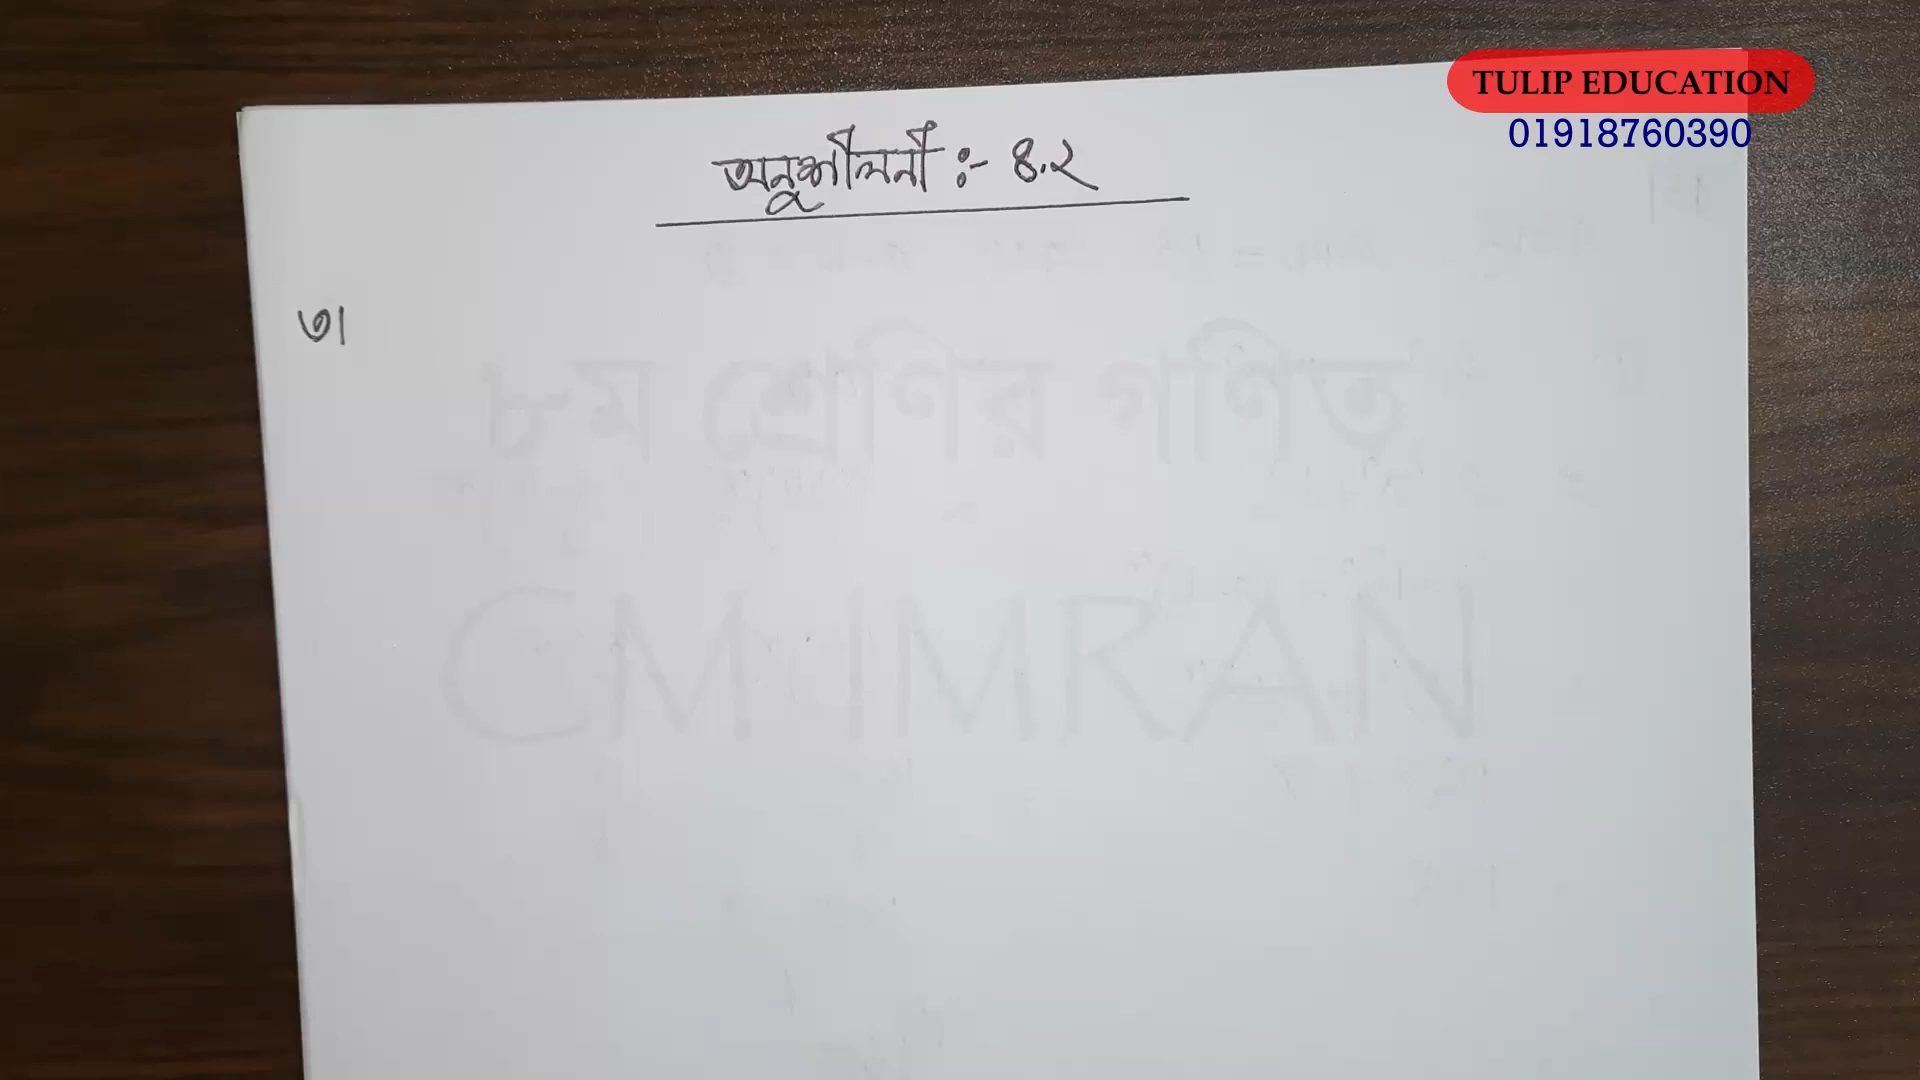 TULIP EDUCATION
01918760390
অনুশীলনী :- ৪.২
৩।
৮ম শ্রেণির গণিত
CM IMRAN